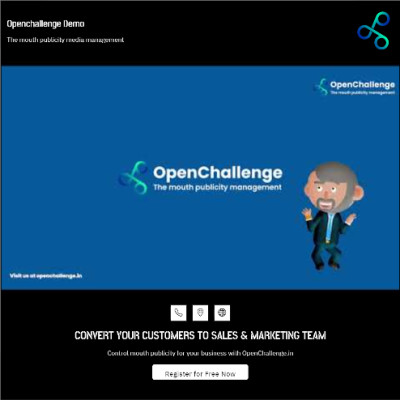 Openchallenge Demo
The mouth publicity media management
OpenChallenge
The mouth publicity management
OpenChallenge
The mouth publicity management
Visit us at openchallenge.in
CONVERT YOUR CUSTOMERS TO SALES & MARKETING TEAM
Control mouth publicity for your business with OpenChallenge.in
Register for Free Now